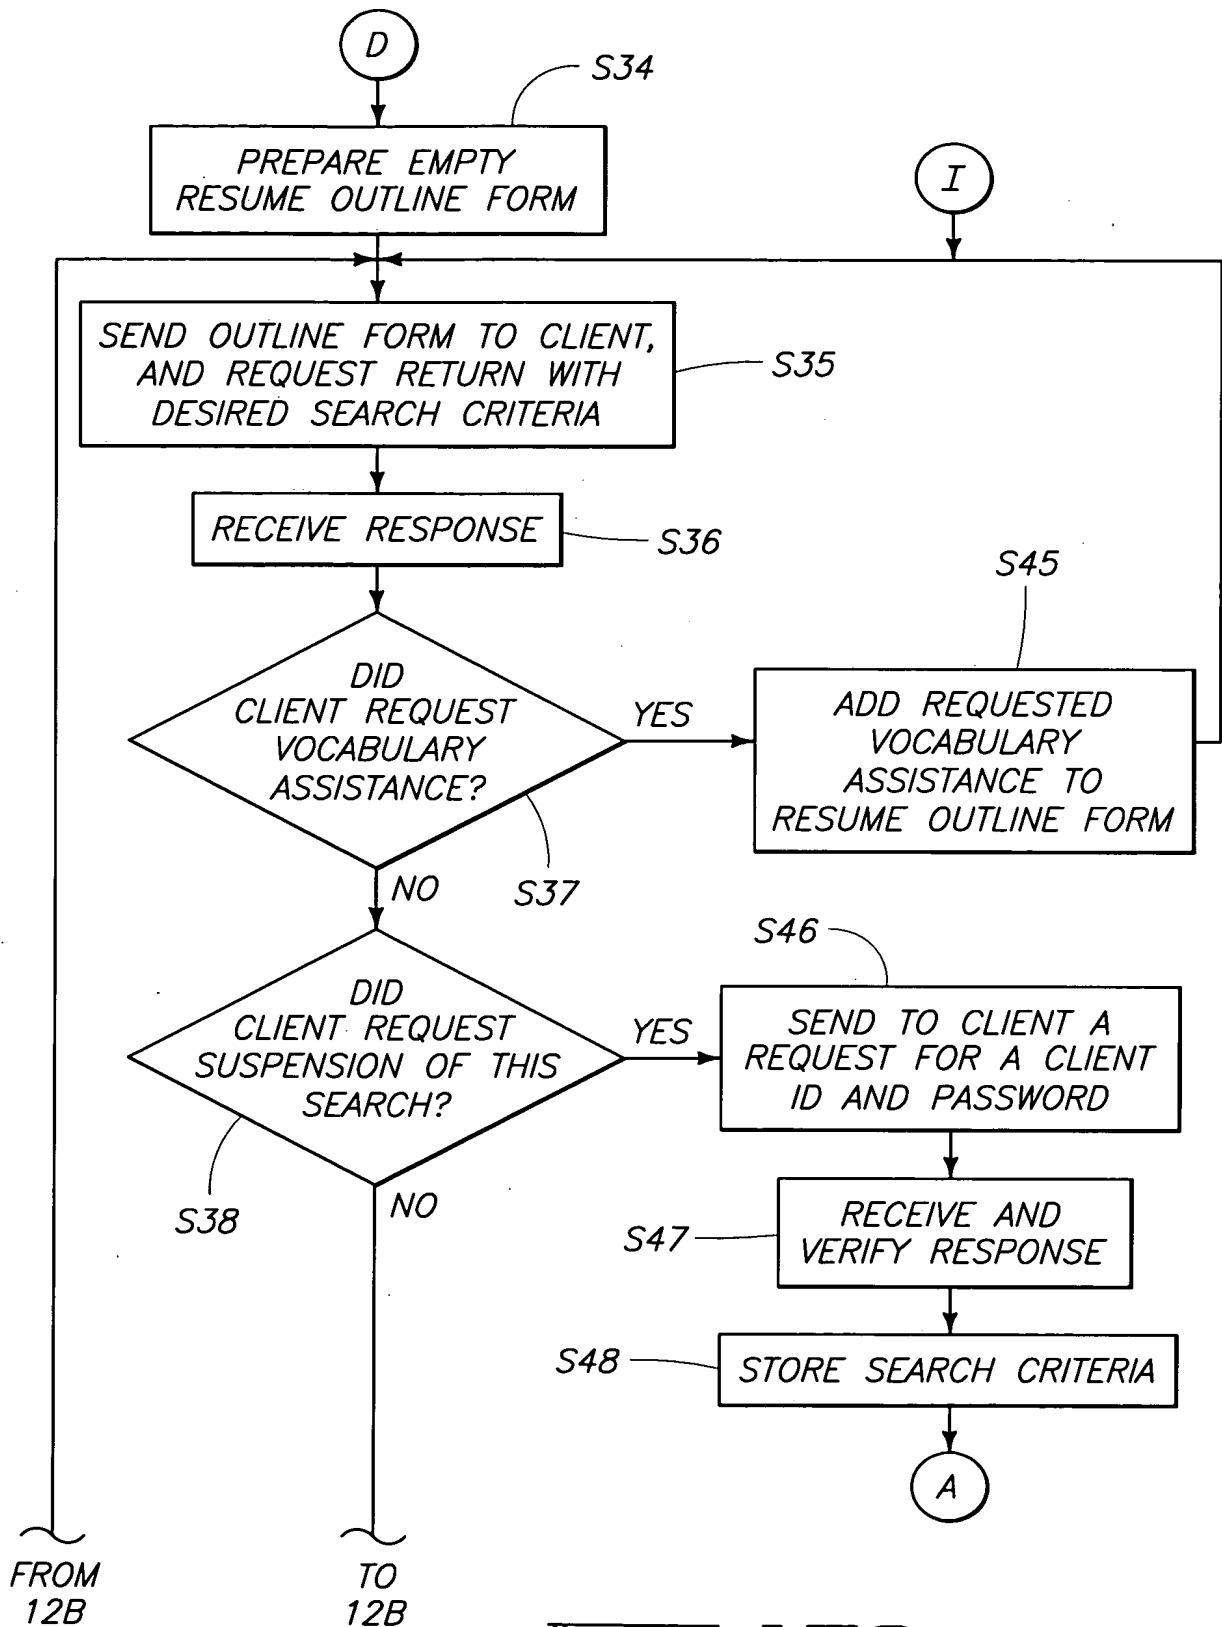 D
S34
PREPARE EMPTY
RESUME OUTLINE FORM
I
SEND OUTLINE FORM TO CLIENT,
AND REQUEST RETURN WITH
DESIRED SEARCH CRITERIA
S35
RECEIVE RESPONSE
S36
S45
DID
CLIENT REQUEST
VOCABULARY
ASSISTANCE?
YES
ADD REQUESTED
VOCABULARY
ASSISTANCE TO
RESUME OUTLINE FORM
NO
S37
S46
DID
CLIENT REQUEST
SUSPENSION OF THIS
SEARCH?
YES
SEND TO CLIENT A
REQUEST FOR A CLIENT
ID AND PASSWORD
S38
NO
S47
RECEIVE AND
VERIFY RESPONSE
S48
STORE SEARCH CRITERIA
A
FROM
12B
TO
12B